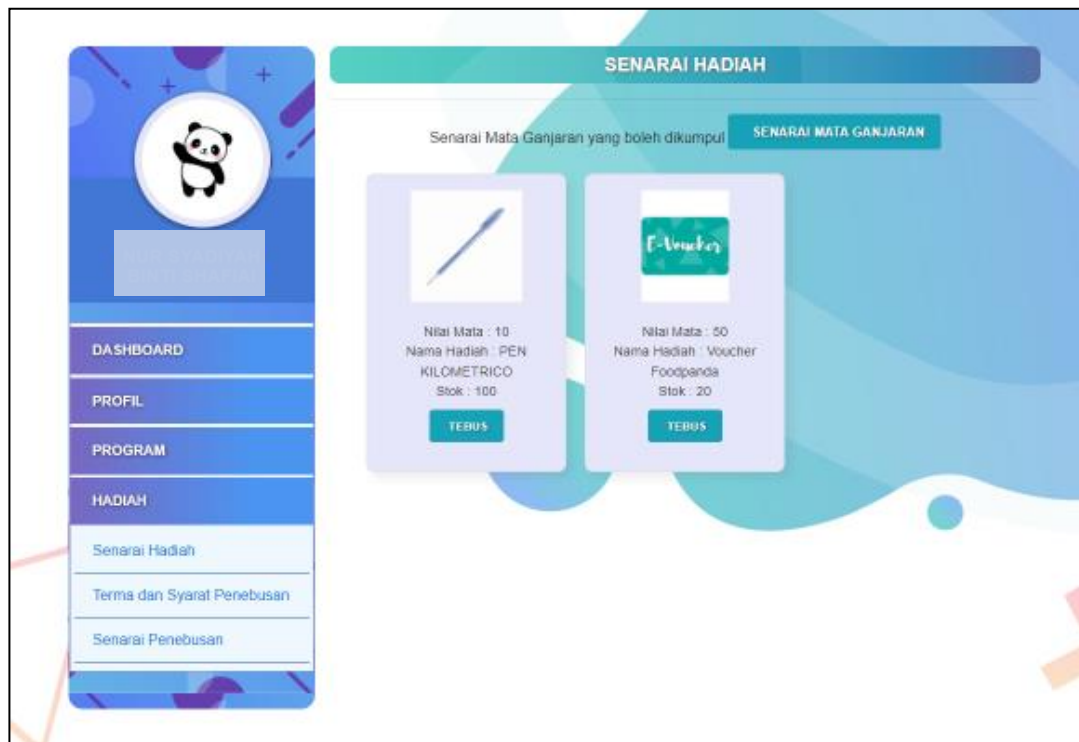 SENARAI HADIAH
Senarai Mata Ganjaran yang boleh dikumpul
SENARAI MATA GANJARAN
E-Voucher
Nilai Mata : 10
Nama Hadiah : PEN
KILOMETRICO
Stok : 100
TEBUS
Nilai Mata : 50
Nama Hadiah : Voucher
Foodpanda
Stok : 20
TEBUS
DASHBOARD
PROFIL
PROGRAM
HADIAH
Senarai Hadiah
Terma dan Syarat Penebusan
Senarai Penebusan